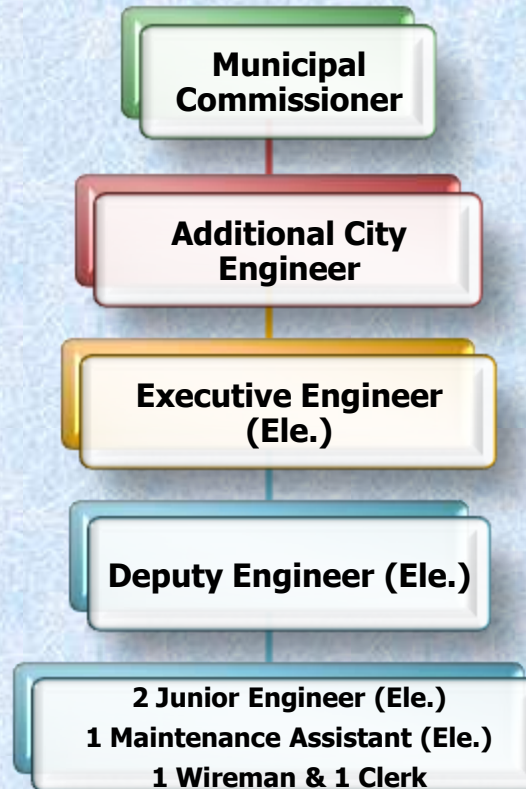 Municipal
Commissioner
Additional City
Engineer
Executive Engineer
(Ele.)
Deputy Engineer (Ele.)
2 Junior Engineer (Ele.)
1 Maintenance Assistant (Ele.)
1 Wireman & 1 Clerk